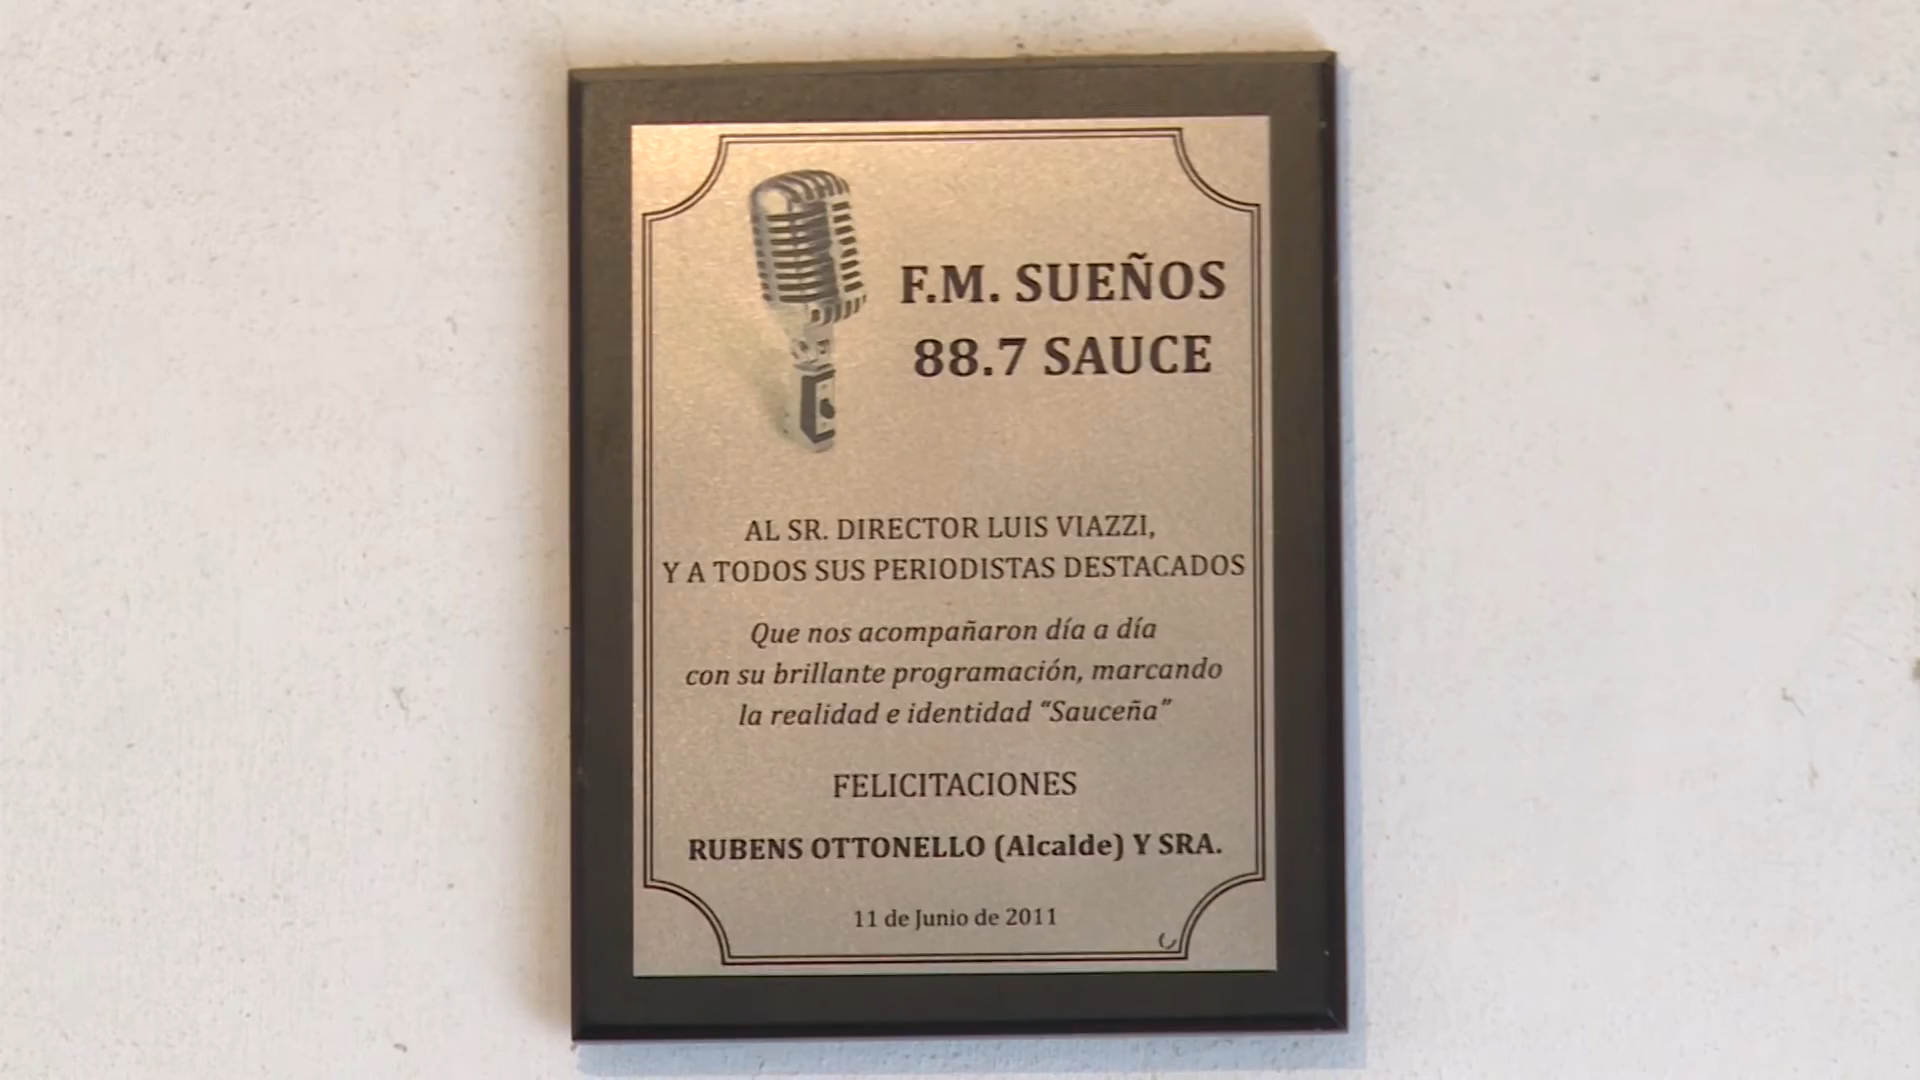 F.M. SUEÑOS
88.7 SAUCE
AL SR. DIRECTOR LUIS VIAZZI,
Y A TODOS SUS PERIODISTAS DESTACADOS
Que nos acompañaron día a día
con su brillante programación, marcando
la realidad e identidad “Sauceña”
FELICITACIONES
RUBENS OTTONELLO (Alcalde) Y SRA.
11 de Junio de 2011